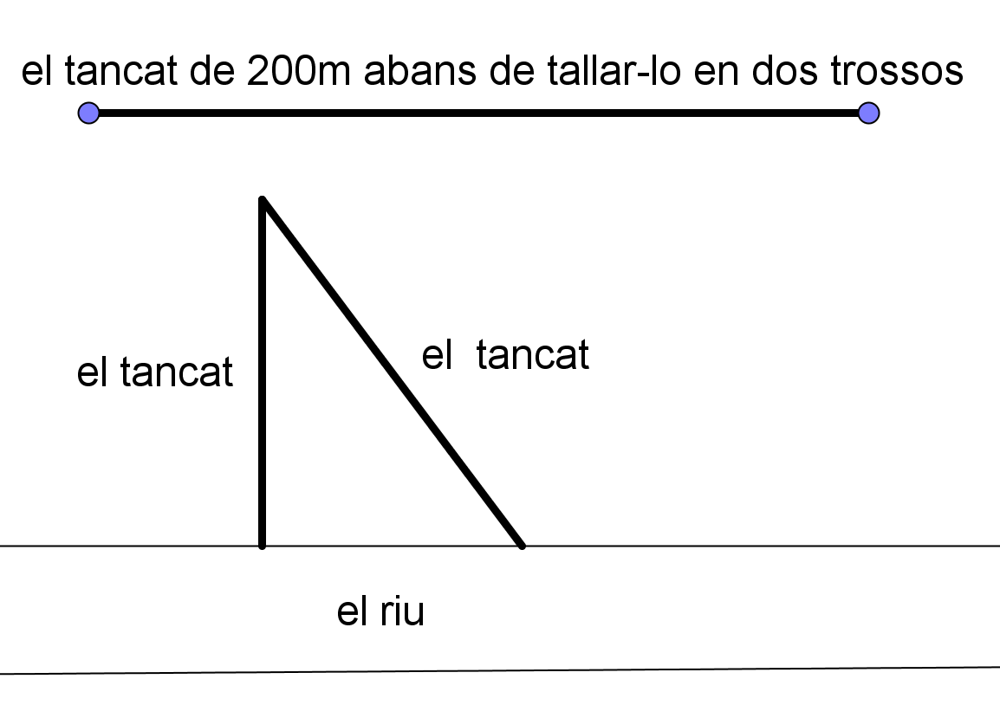 el tancat de 200m abans de tallar-lo en dos trossos
el tancat
el tancat
el riu